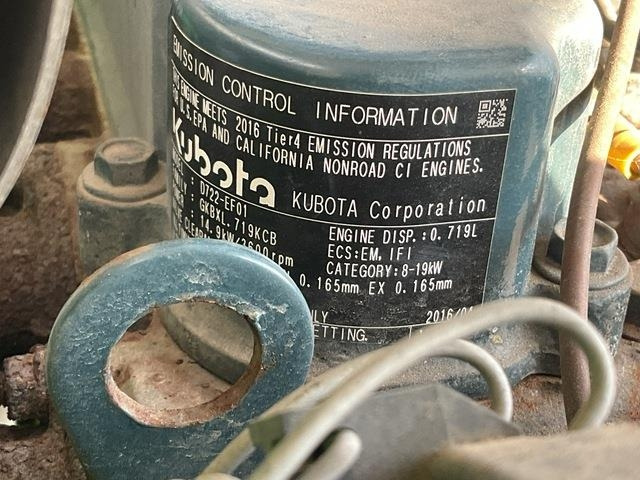 EMISSION CONTROL INFORMATION
ENGINE MEETS 2016 Tier4 EMISSION REGULATIONS
U.S.EPA AND CALIFORNIA NONROAD CI ENGINES.
Kubota KUBOTA Corporation
: D722-EF01 ENGINE DISP.:0.719L
: GKBXL.719KCB ECS:EM, IFI
: 14.9kW/3600rpm CATEGORY:8-19kW
0.165mm EX 0.165mm
2016/